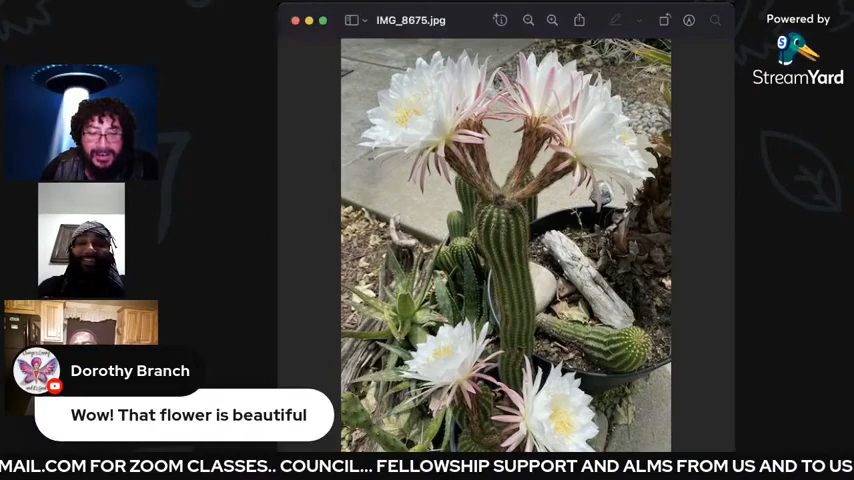 IMG_8675.jpg
Powered by
StreamYard
Dorothy Branch
Wow! That flower is beautiful
MAIL.COM FOR ZOOM CLASSES.. COUNCIL... FELLOWSHIP SUPPORT AND ALMS FROM US AND TO US